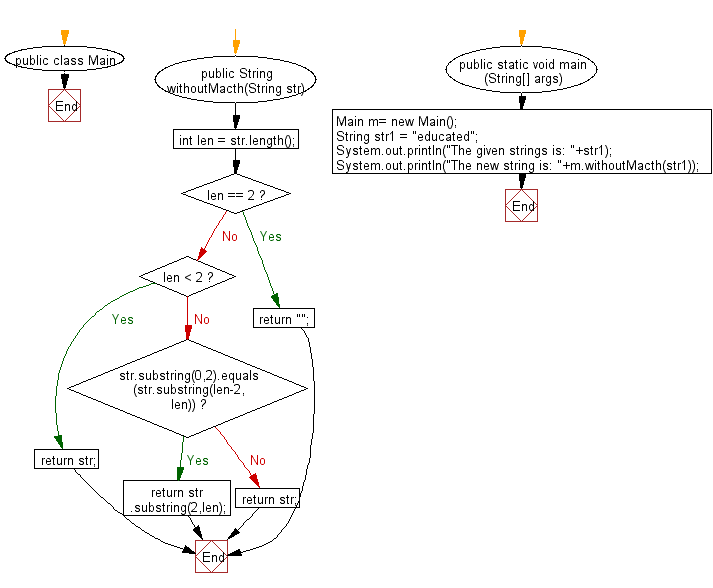 public class Main
End
public String
withoutMacth(String str)
int len = str.length();
len == 2 ?
No
Yes
len < 2 ?
Yes
No
return "";
str.substring(0,2).equals
(str.substring(len-2,
len)) ?
Yes
No
return str;
return str
.substring(2,len);
return str;
End
public static void main
(String[] args)
Main m= new Main();
String str1 = "educated";
System.out.println("The given strings is: "+str1);
System.out.println("The new string is: "+m.withoutMacth(str1));
End